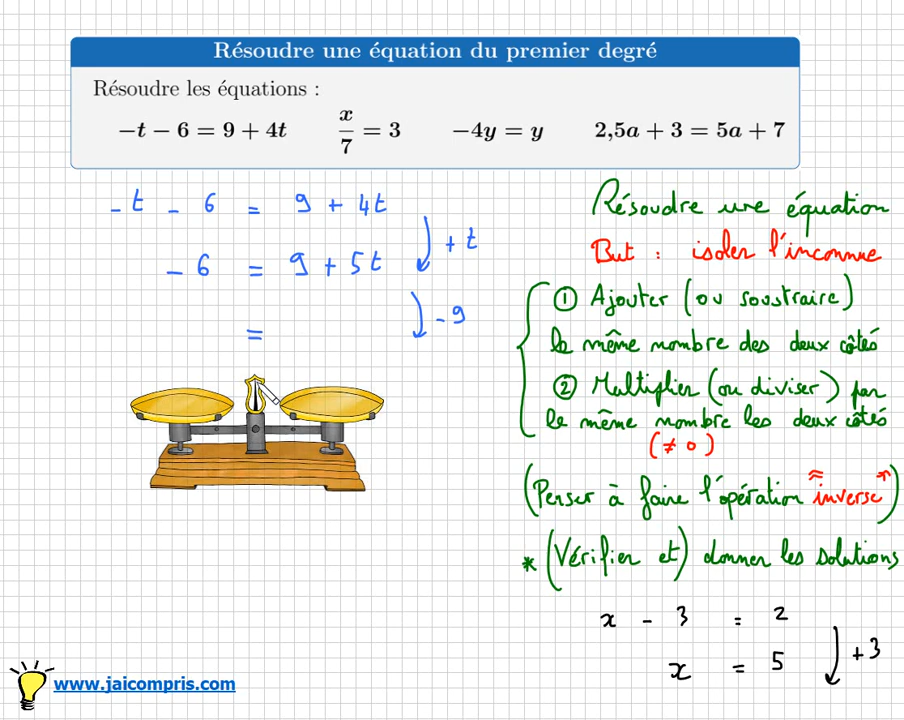 Résoudre une équation du premier degré
Résoudre les équations :
−t − 6 = 9 + 4t    x/7 = 3    −4y = y    2,5a + 3 = 5a + 7
- t - 6 = 9 + 4t
+ t
- 6 = 9 + 5t
- 9
=
Résoudre une équation
But : isoler l'inconnue
① Ajouter (ou soustraire)
le même nombre des deux côtés
② Multiplier (ou diviser) par
le même nombre les deux côtés
(≠ 0)
(Penser à faire l'opération inverse)
* (Vérifier et) donner les solutions
x - 3 = 2
+ 3
x = 5
www.jaicompris.com